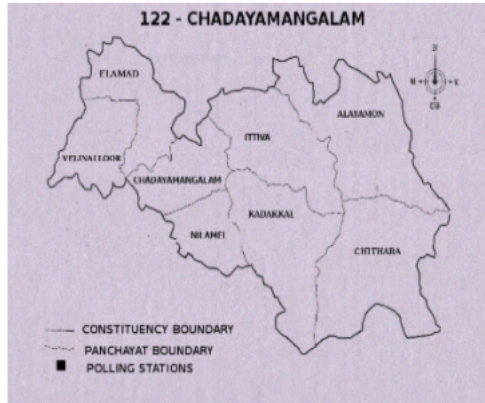 122 - CHADAYAMANGALAM
ELAMAD
ALAYAMON
ITTIVA
VELINALLOOR
CHADAYAMANGALAM
KADAKKAL
NILAMEL
CHITHARA
CONSTITUENCY BOUNDARY
PANCHAYAT BOUNDARY
POLLING STATIONS